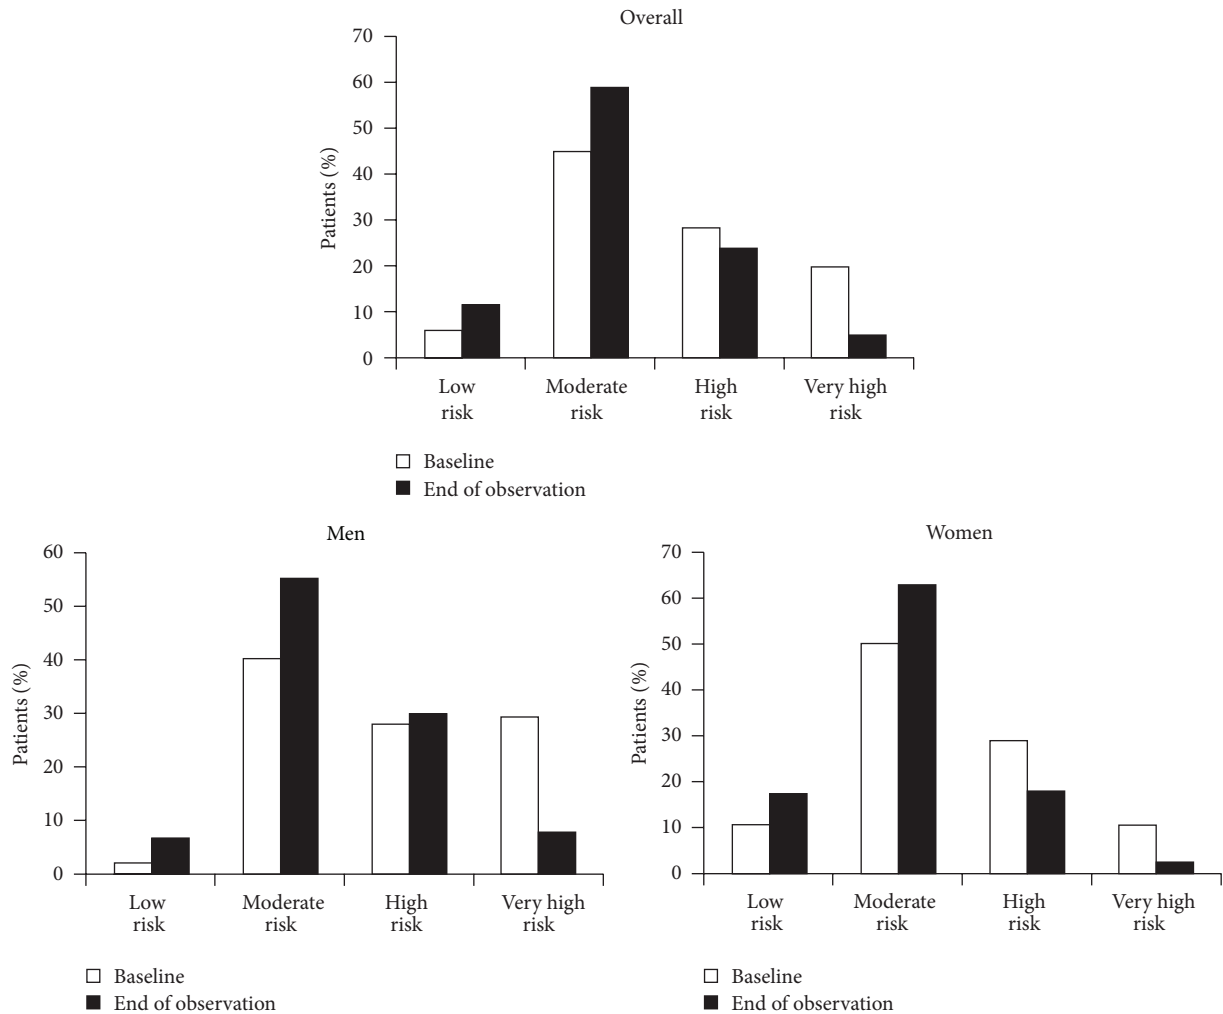 Overall
70
60
50
40
30
20
10
0
Patients (%)
Low risk
Moderate risk
High risk
Very high risk
Baseline
End of observation
Men
60
50
40
30
20
10
0
Patients (%)
Low risk
Moderate risk
High risk
Very high risk
Baseline
End of observation
Women
70
60
50
40
30
20
10
0
Patients (%)
Low risk
Moderate risk
High risk
Very high risk
Baseline
End of observation